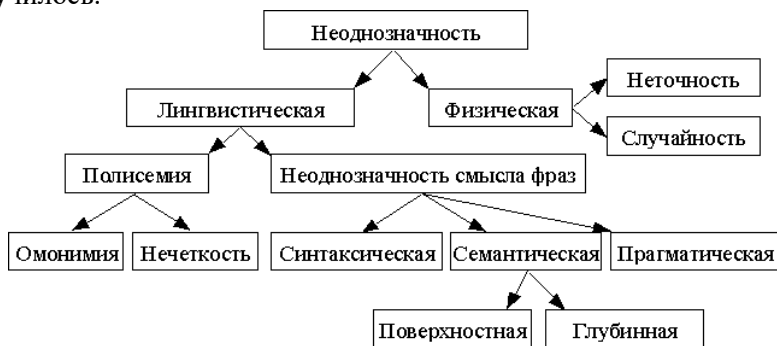 Неоднозначность
Неточность
Лингвистическая Физическая
Случайность
Полисемия Неоднозначность смысла фраз
Омонимия Нечеткость Синтаксическая Семантическая Прагматическая
Поверхностная Глубинная